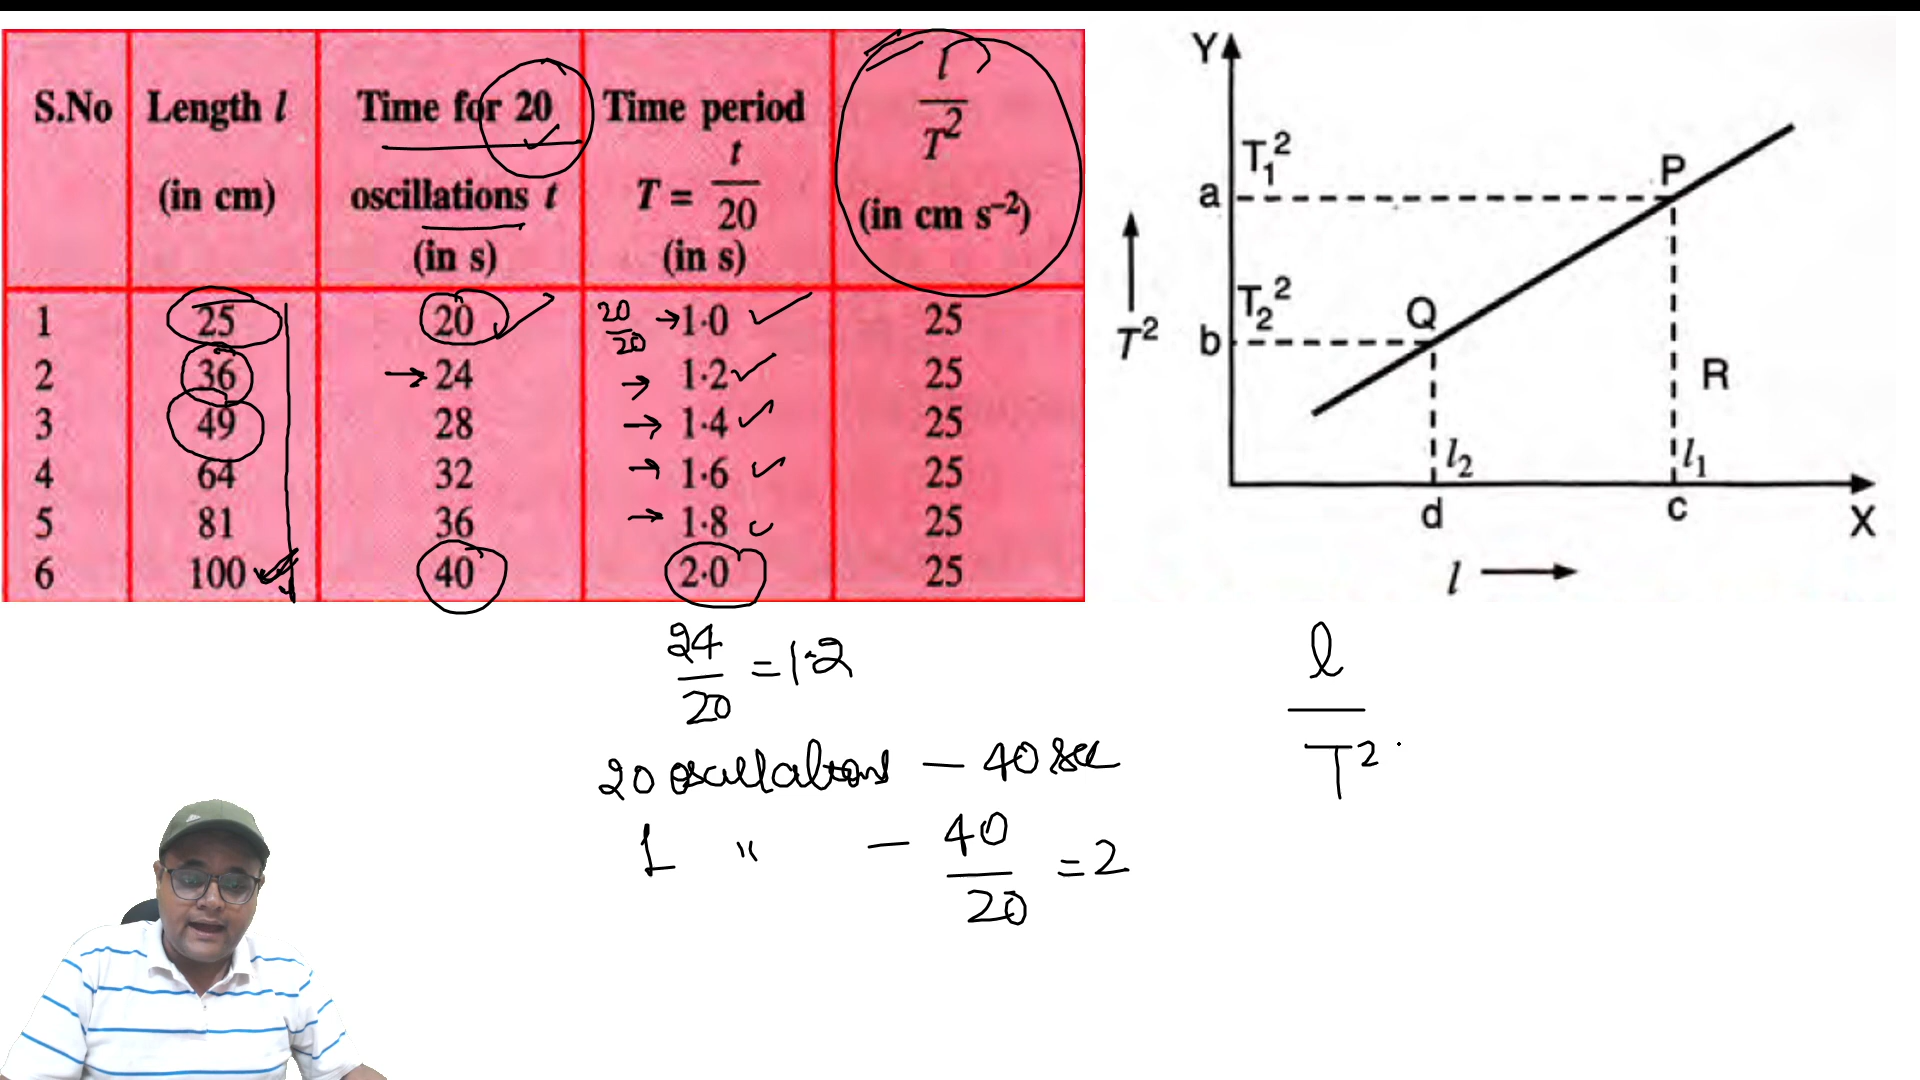 S.No Length l Time for 20 Time period l/T²
(in cm) oscillations t T = t/20 (in cm s⁻²)
(in s) (in s)
1 25 20 20/20 →1·0 25
2 36 →24 → 1·2 25
3 49 28 → 1·4 25
4 64 32 → 1·6 25
5 81 36 → 1·8 25
6 100 40 2·0 25
Y
T₁²
P
a
T²
T₂²
Q
b
R
l₂ l₁
d c X
l →
24/20 = 1·2
20 oscillations – 40 sec
1 " – 40/20 = 2
l/T²